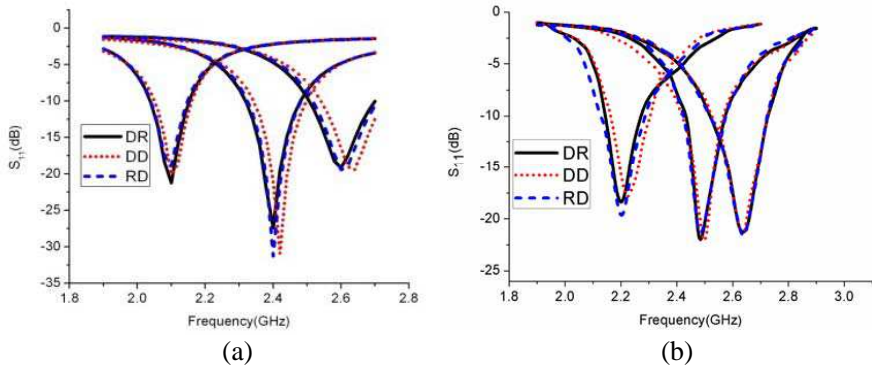 0
-5
-10
-15
-20
-25
-30
-35
S11(dB)
DR
DD
RD
1.8 2.0 2.2 2.4 2.6 2.8
Frequency(GHz)
(a)
0
-5
-10
-15
-20
-25
S11(dB)
DR
DD
RD
1.8 2.0 2.2 2.4 2.6 2.8 3.0
Frequency(GHz)
(b)